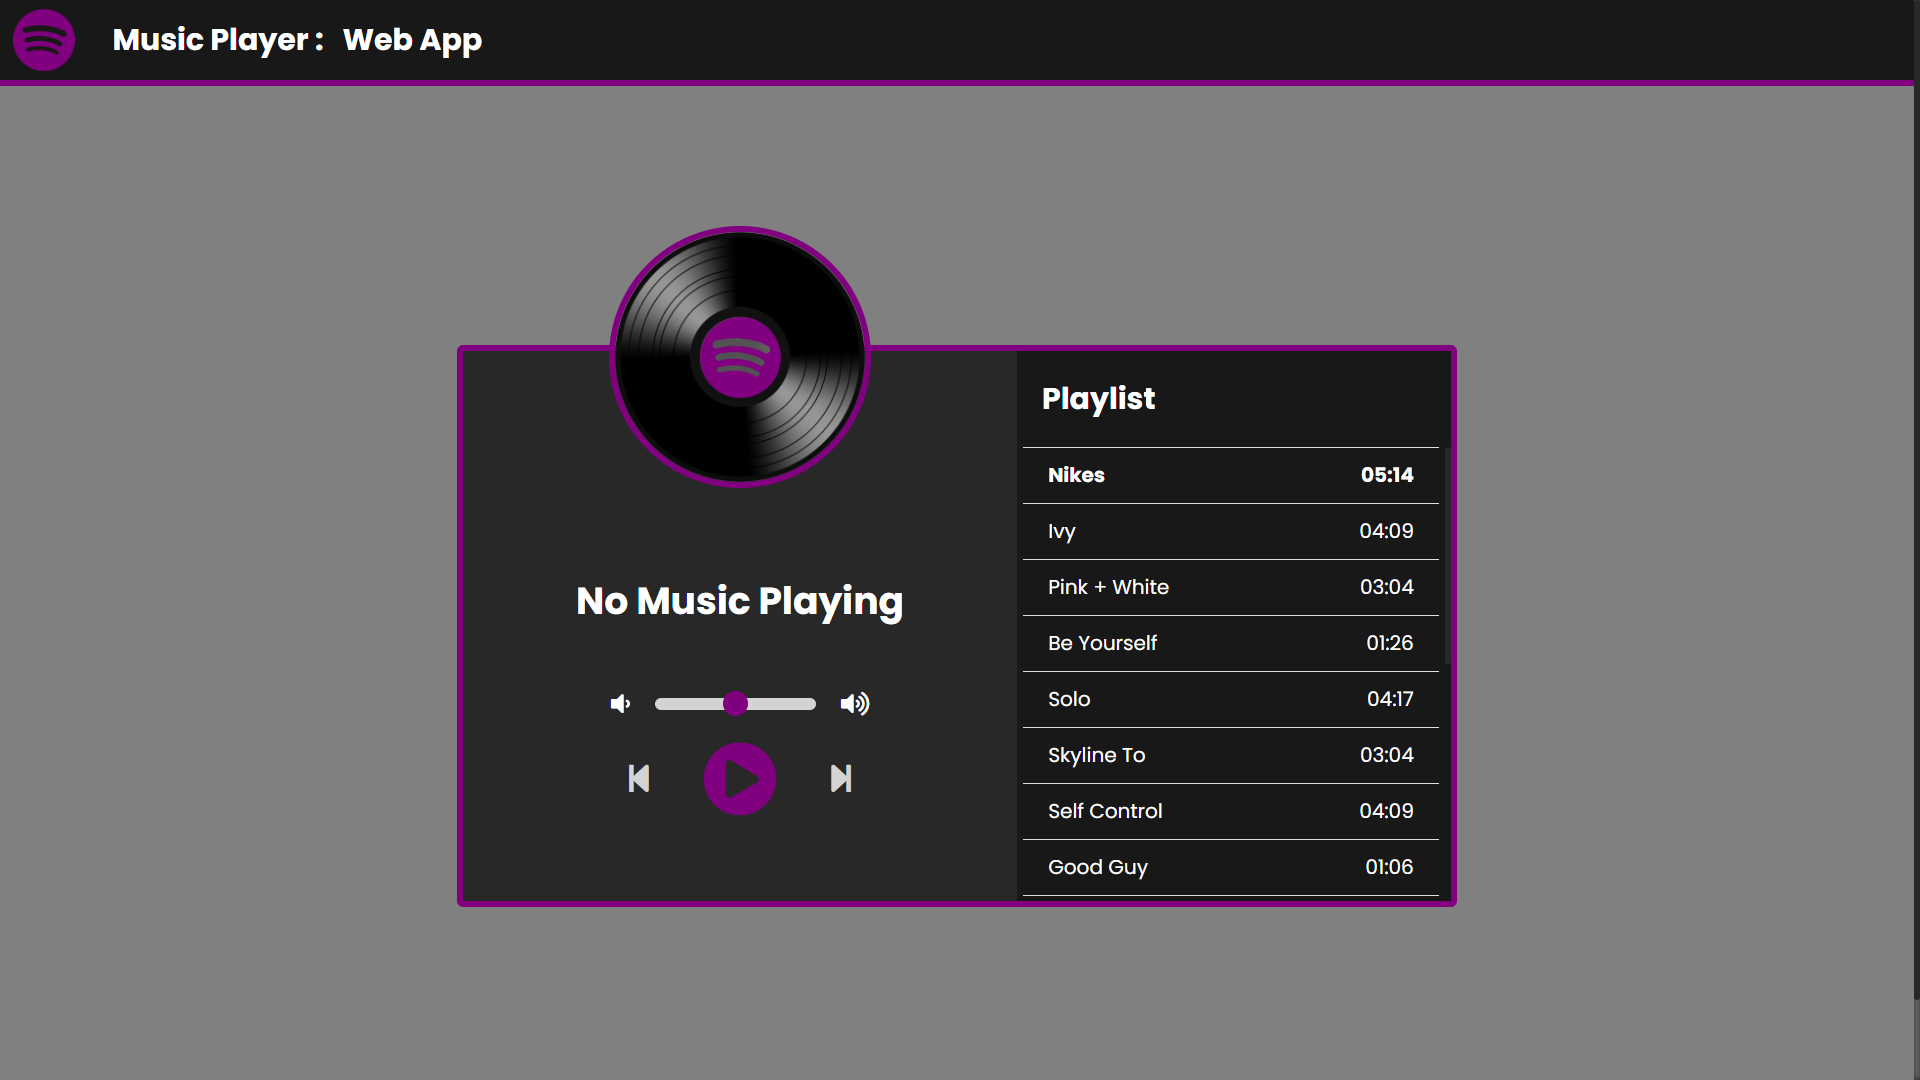 Music Player :   Web App
No Music Playing
Playlist
Nikes 05:14
Ivy 04:09
Pink + White 03:04
Be Yourself 01:26
Solo 04:17
Skyline To 03:04
Self Control 04:09
Good Guy 01:06